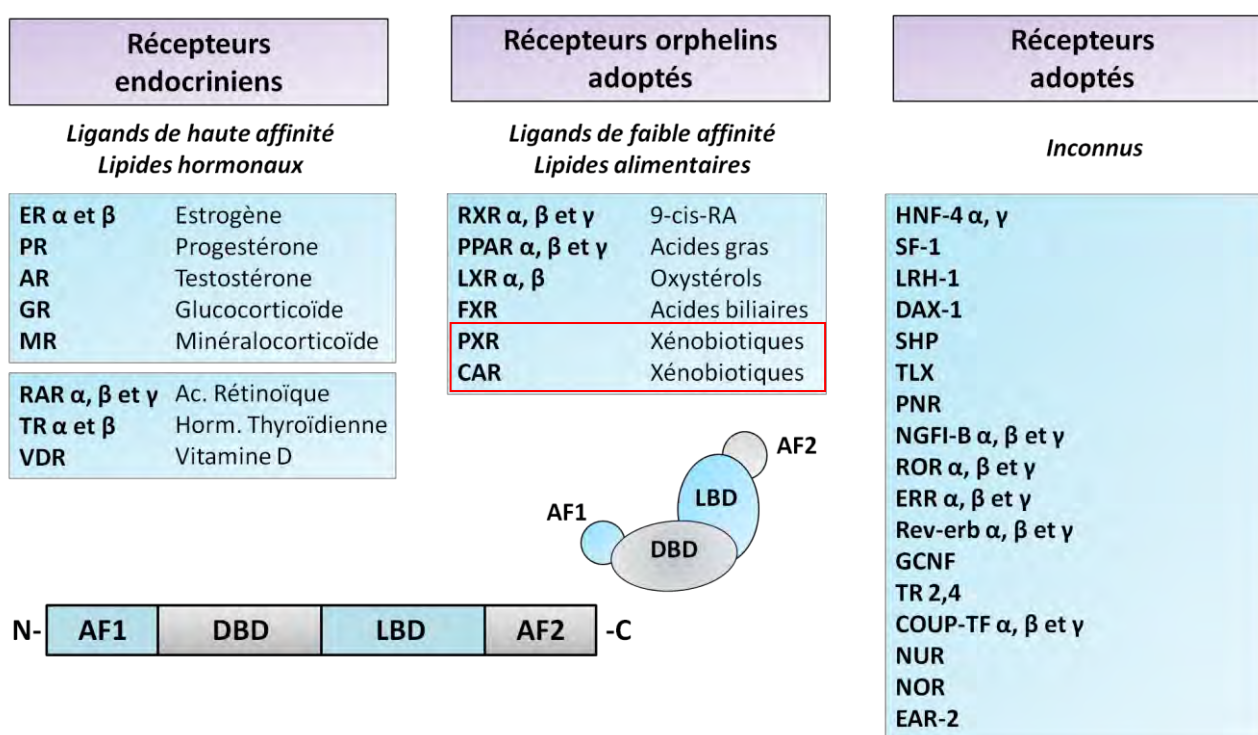 Récepteurs
endocriniens
Ligands de haute affinité
Lipides hormonaux
ER α et β Estrogène
PR Progestérone
AR Testostérone
GR Glucocorticoïde
MR Minéralocorticoïde
RAR α, β et γ Ac. Rétinoïque
TR α et β Horm. Thyroïdienne
VDR Vitamine D
Récepteurs orphelins
adoptés
Ligands de faible affinité
Lipides alimentaires
RXR α, β et γ 9-cis-RA
PPAR α, β et γ Acides gras
LXR α, β Oxystérols
FXR Acides biliaires
PXR Xénobiotiques
CAR Xénobiotiques
AF2
LBD
AF1
DBD
N- AF1 DBD LBD AF2 -C
Récepteurs
adoptés
Inconnus
HNF-4 α, γ
SF-1
LRH-1
DAX-1
SHP
TLX
PNR
NGFI-B α, β et γ
ROR α, β et γ
ERR α, β et γ
Rev-erb α, β et γ
GCNF
TR 2,4
COUP-TF α, β et γ
NUR
NOR
EAR-2